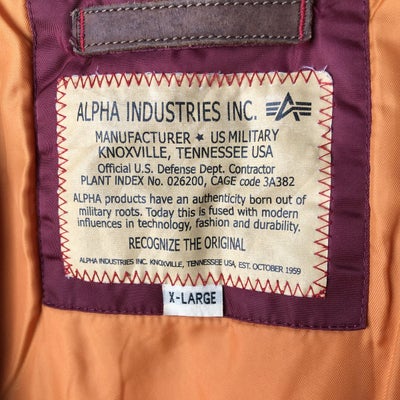 ALPHA INDUSTRIES INC.
MANUFACTURER ★ US MILITARY
KNOXVILLE, TENNESSEE USA
Official U.S. Defense Dept. Contractor
PLANT INDEX No. 026200, CAGE code 3A382
ALPHA products have an authenticity born out of
military roots. Today this is fused with modern
influences in technology, fashion and durability.
RECOGNIZE THE ORIGINAL
ALPHA INDUSTRIES INC. KNOXVILLE, TENNESSEE USA, EST. OCTOBER 1959
X-LARGE